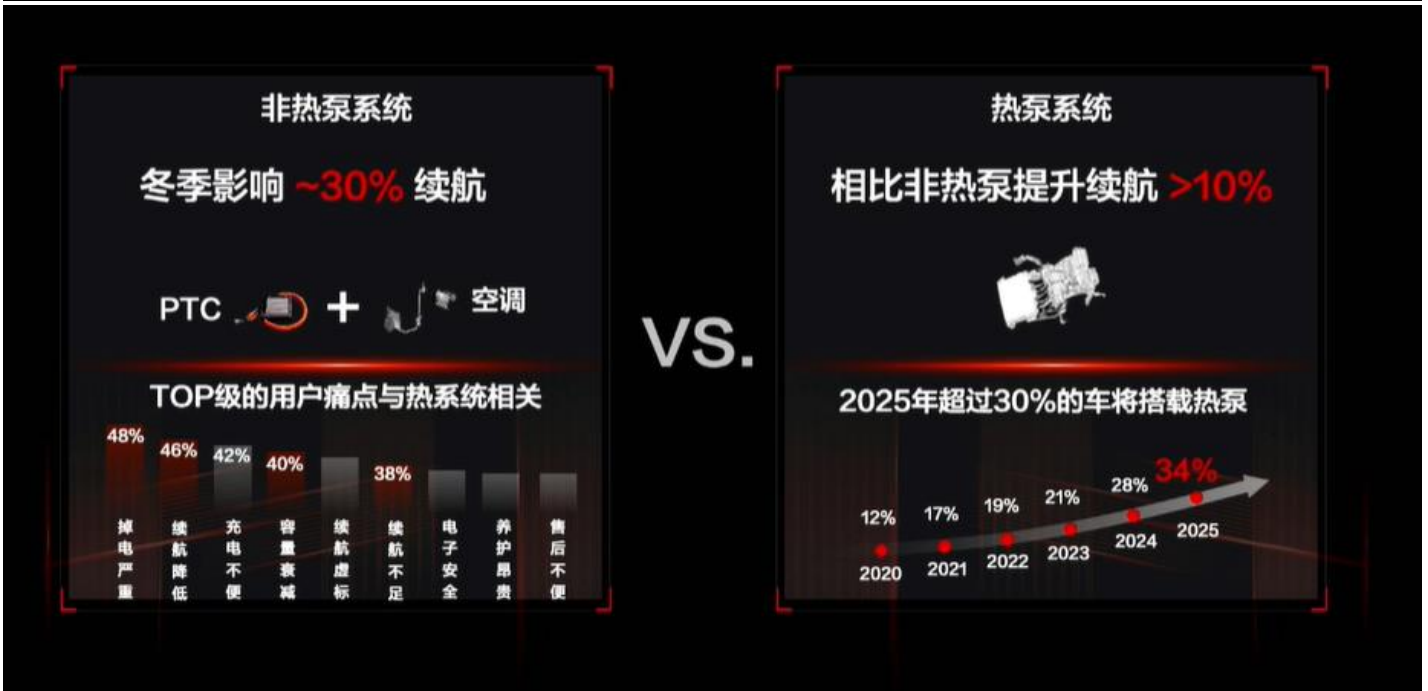 非热泵系统
冬季影响 ~30% 续航
PTC + 空调
TOP级的用户痛点与热系统相关
48% 46% 42% 40% 38%
掉电严重
续航降低
充电不便
容量衰减
续航虚标
续航不足
电子安全
养护昂贵
售后不便
VS.
热泵系统
相比非热泵提升续航 >10%
2025年超过30%的车将搭载热泵
12% 17% 19% 21% 28% 34%
2020 2021 2022 2023 2024 2025